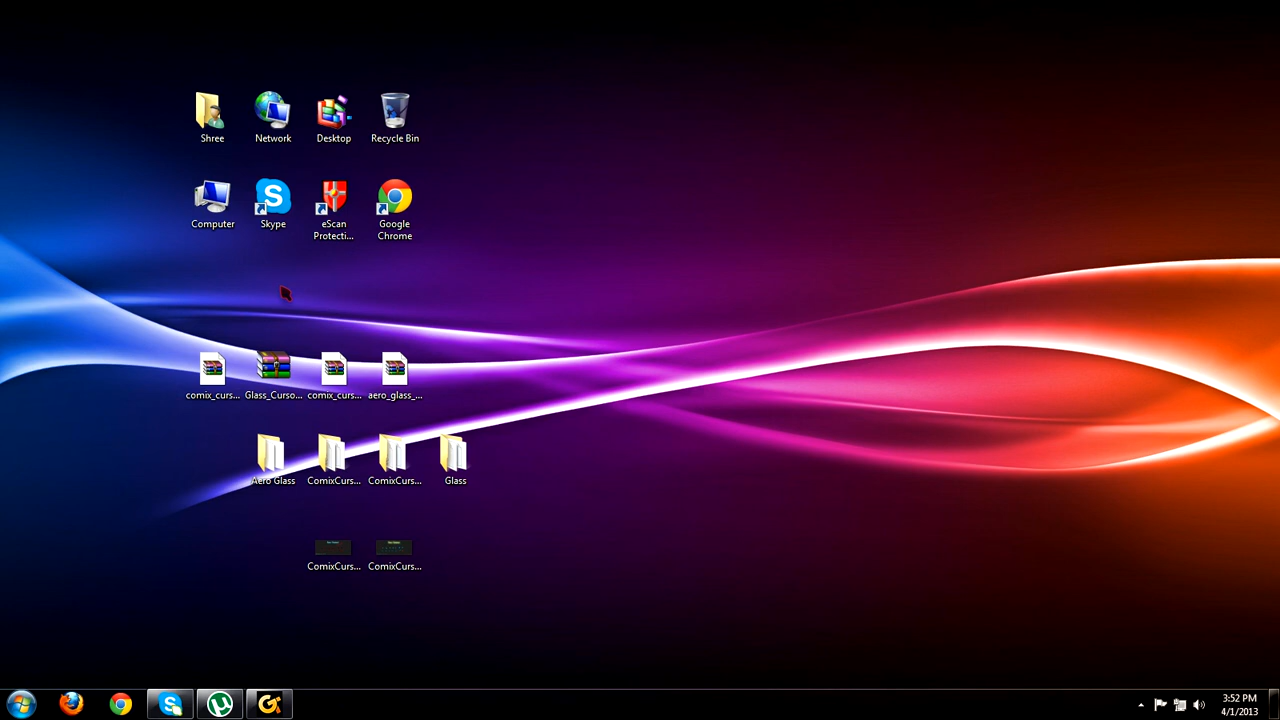 Shree
Network
Desktop
Recycle Bin
Computer
Skype
eScan
Protecti...
Google
Chrome
comix_curs...
Glass_Curso...
comix_curs...
aero_glass_...
Aero Glass
ComixCurs...
ComixCurs...
Glass
ComixCurs...
ComixCurs...
3:52 PM
4/1/2013